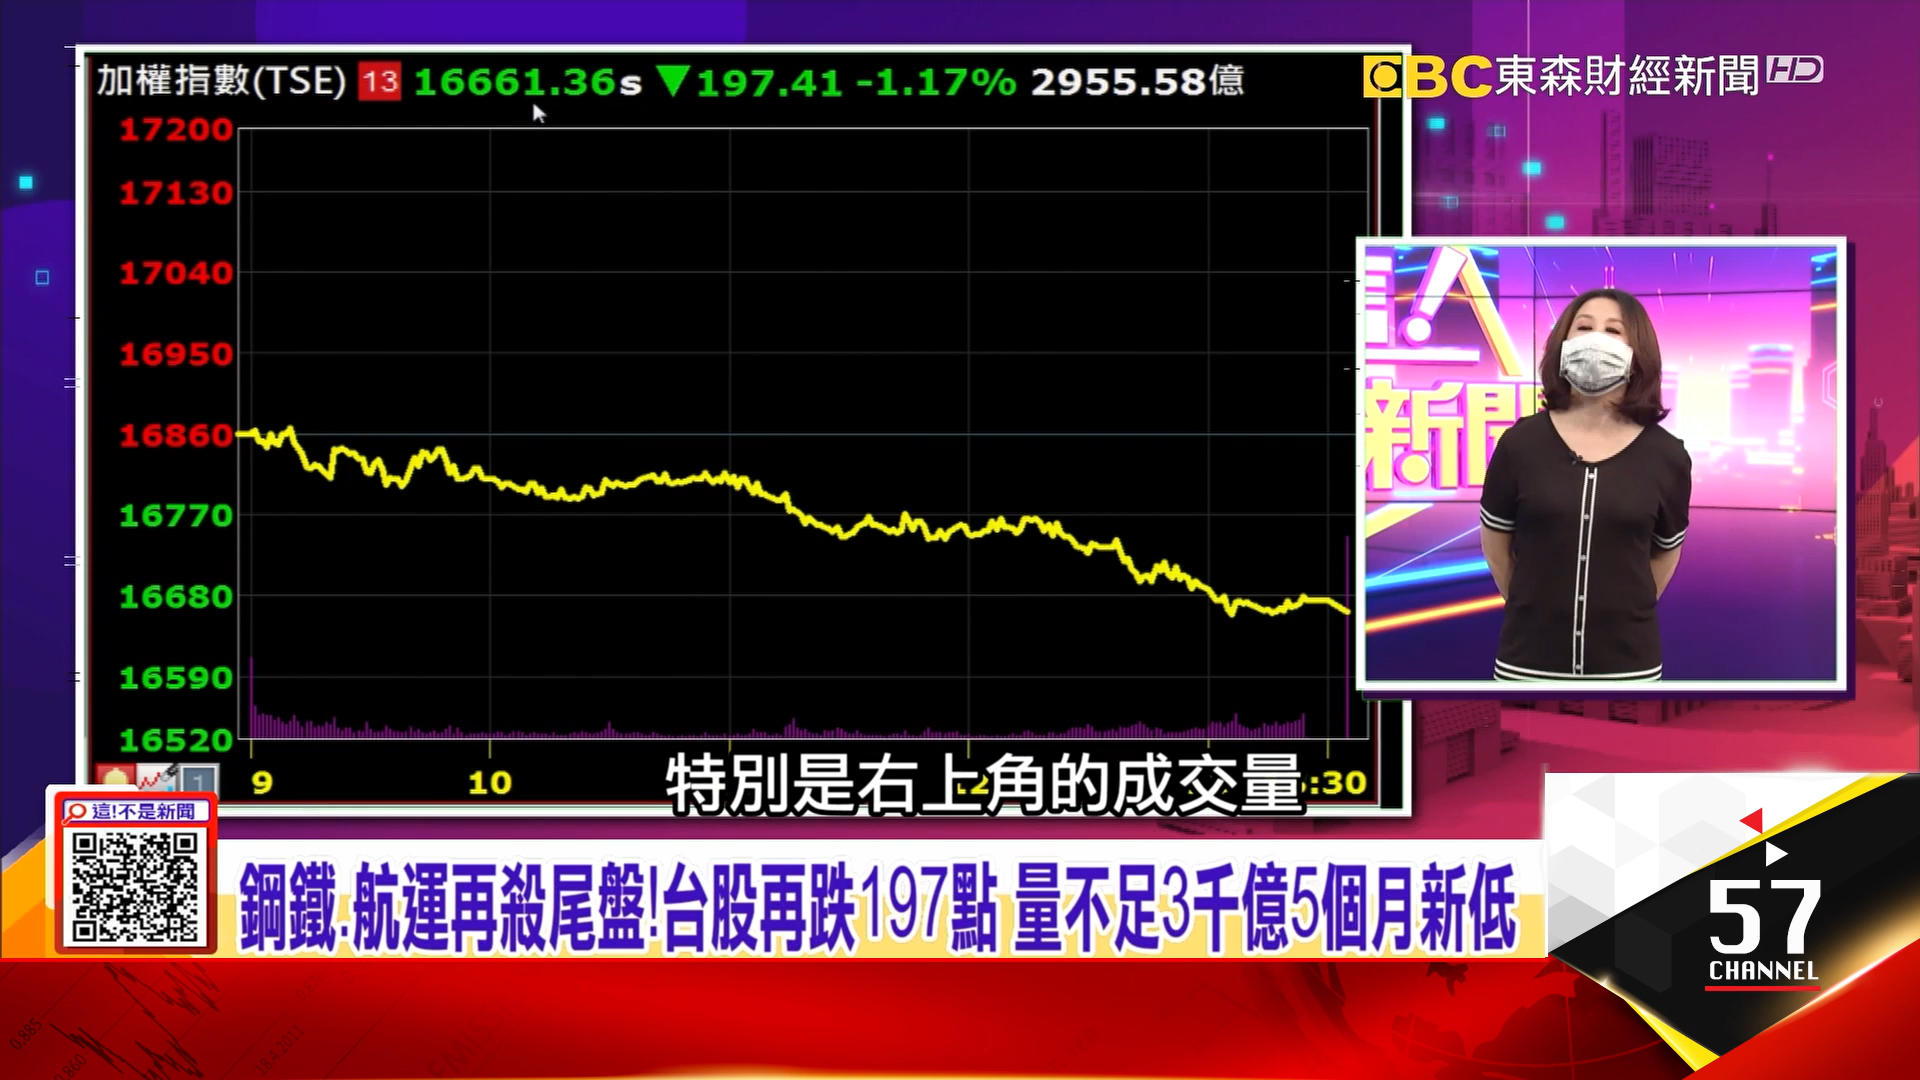 加權指數(TSE) 13 16661.36s ▼197.41 -1.17% 2955.58億
EBC東森財經新聞HD
17200
17130
17040
16950
16860
16770
16680
16590
16520
9 10 :30
新聞
特別是右上角的成交量
這!不是新聞
鋼鐵.航運再殺尾盤!台股再跌197點 量不足3千億5個月新低
57
CHANNEL